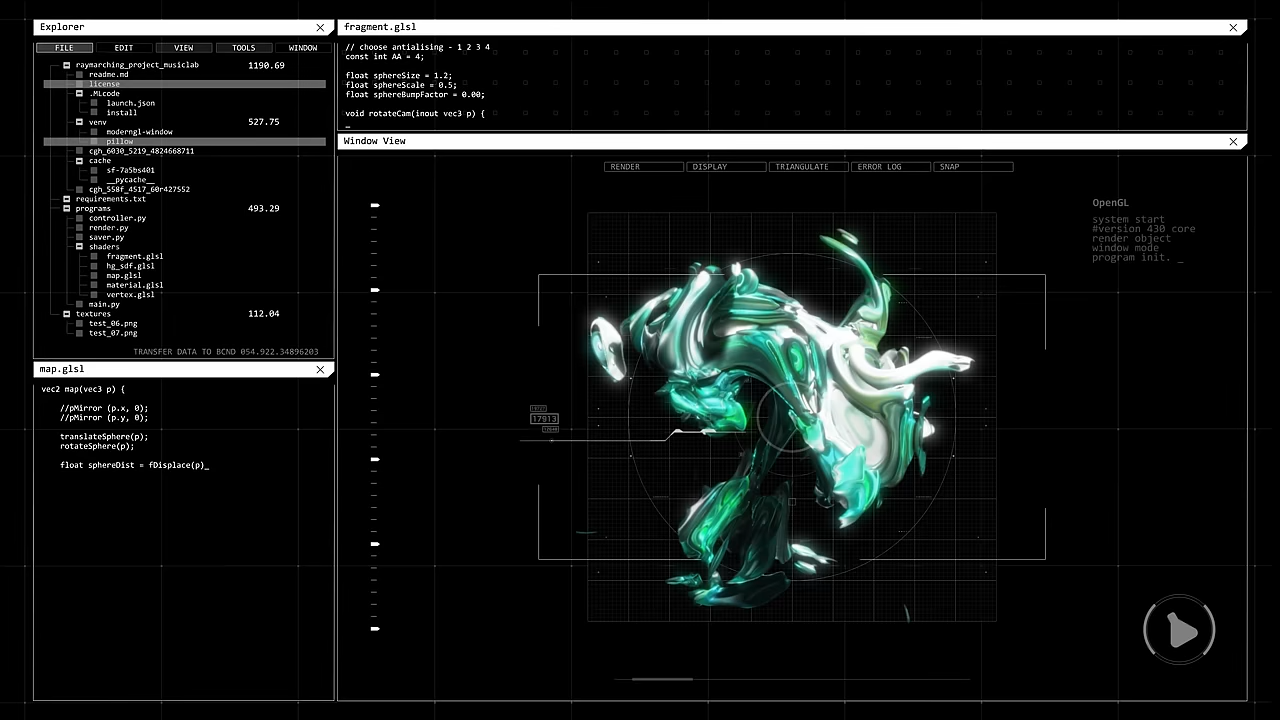 Explorer
FILE EDIT VIEW TOOLS WINDOW
raymarching_project_musiclab 1190.69
readme.md
license
.MLcode
launch.json
install
venv 527.75
moderngl-window
pillow
cgh_6030_5219_4824668711
cache
sf-7a5bs401
__pycache__
cgh_558f_4517_60r427552
requirements.txt
programs 493.29
controller.py
render.py
saver.py
shaders
fragment.glsl
hg_sdf.glsl
map.glsl
material.glsl
vertex.glsl
main.py
textures 112.04
test_06.png
test_07.png
TRANSFER DATA TO BCND 054.922.34896203
map.glsl
vec2 map(vec3 p) {
//pMirror (p.x, 0);
//pMirror (p.y, 0);
translateSphere(p);
rotateSphere(p);
float sphereDist = fDisplace(p)_
fragment.glsl
// choose antialising - 1 2 3 4
const int AA = 4;
float sphereSize = 1.2;
float sphereScale = 0.5;
float sphereBumpFactor = 0.00;
void rotateCam(inout vec3 p) {
_
Window View
RENDER DISPLAY TRIANGULATE ERROR LOG SNAP
17913
OpenGL
system start
#version 430 core
render object
window mode
program init. _